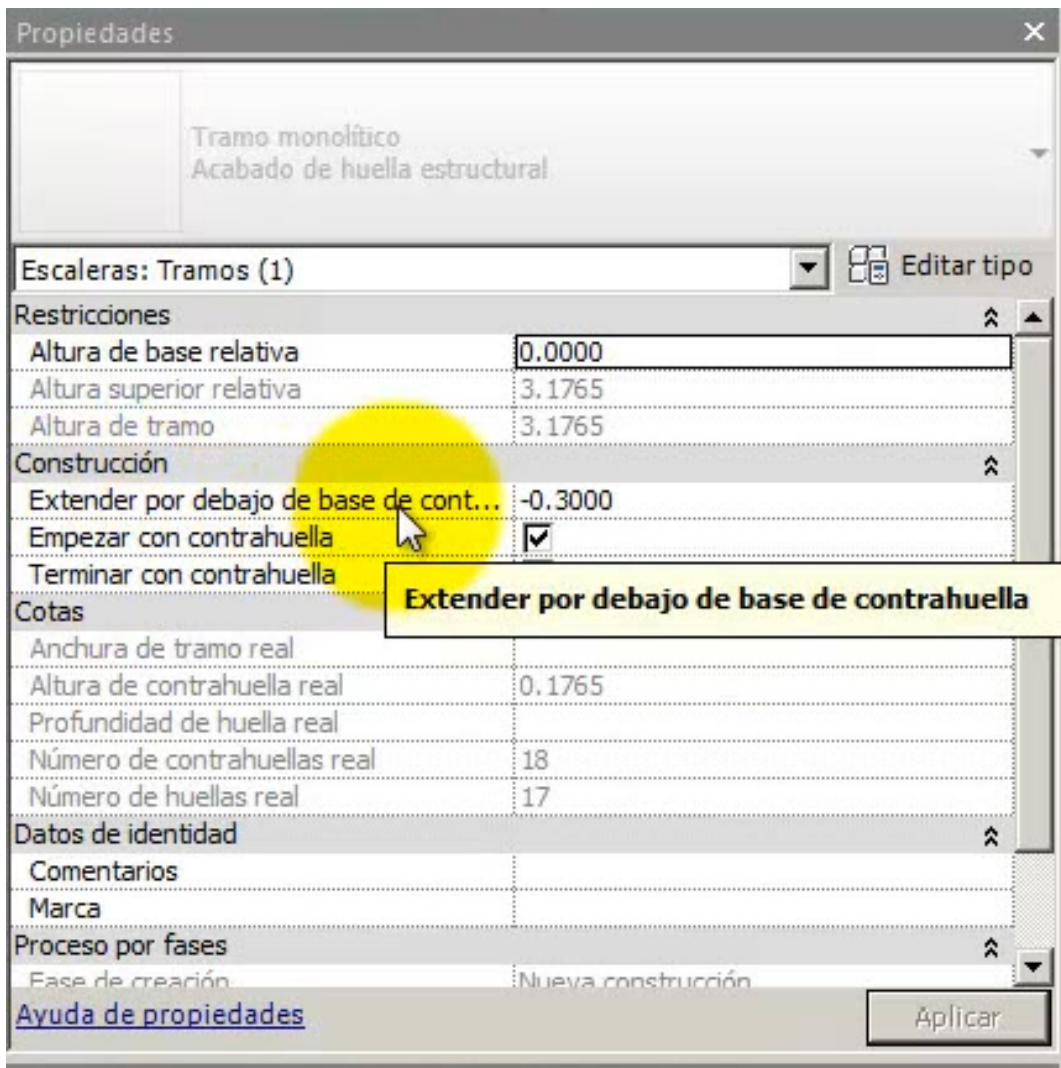 Propiedades
Tramo monolítico
Acabado de huella estructural
Escaleras: Tramos (1)
Editar tipo
Restricciones
Altura de base relativa 0.0000
Altura superior relativa 3.1765
Altura de tramo 3.1765
Construcción
Extender por debajo de base de cont... -0.3000
Empezar con contrahuella
Terminar con contrahuella
Extender por debajo de base de contrahuella
Cotas
Anchura de tramo real
Altura de contrahuella real 0.1765
Profundidad de huella real
Número de contrahuellas real 18
Número de huellas real 17
Datos de identidad
Comentarios
Marca
Proceso por fases
Fase de creación Nueva construcción
Ayuda de propiedades
Aplicar